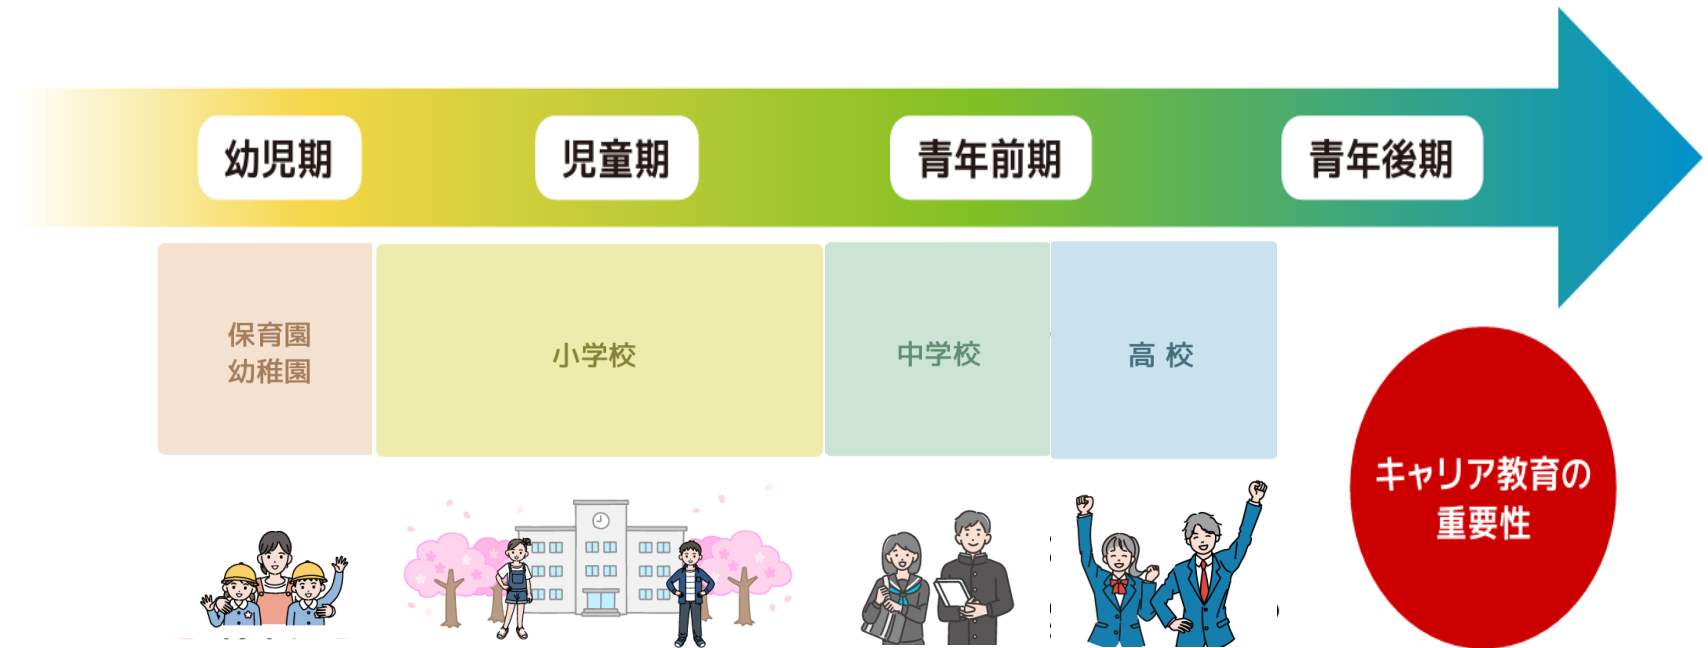 幼児期
児童期
青年前期
青年後期
保育園
幼稚園
小学校
中学校
高 校
キャリア教育の
重要性